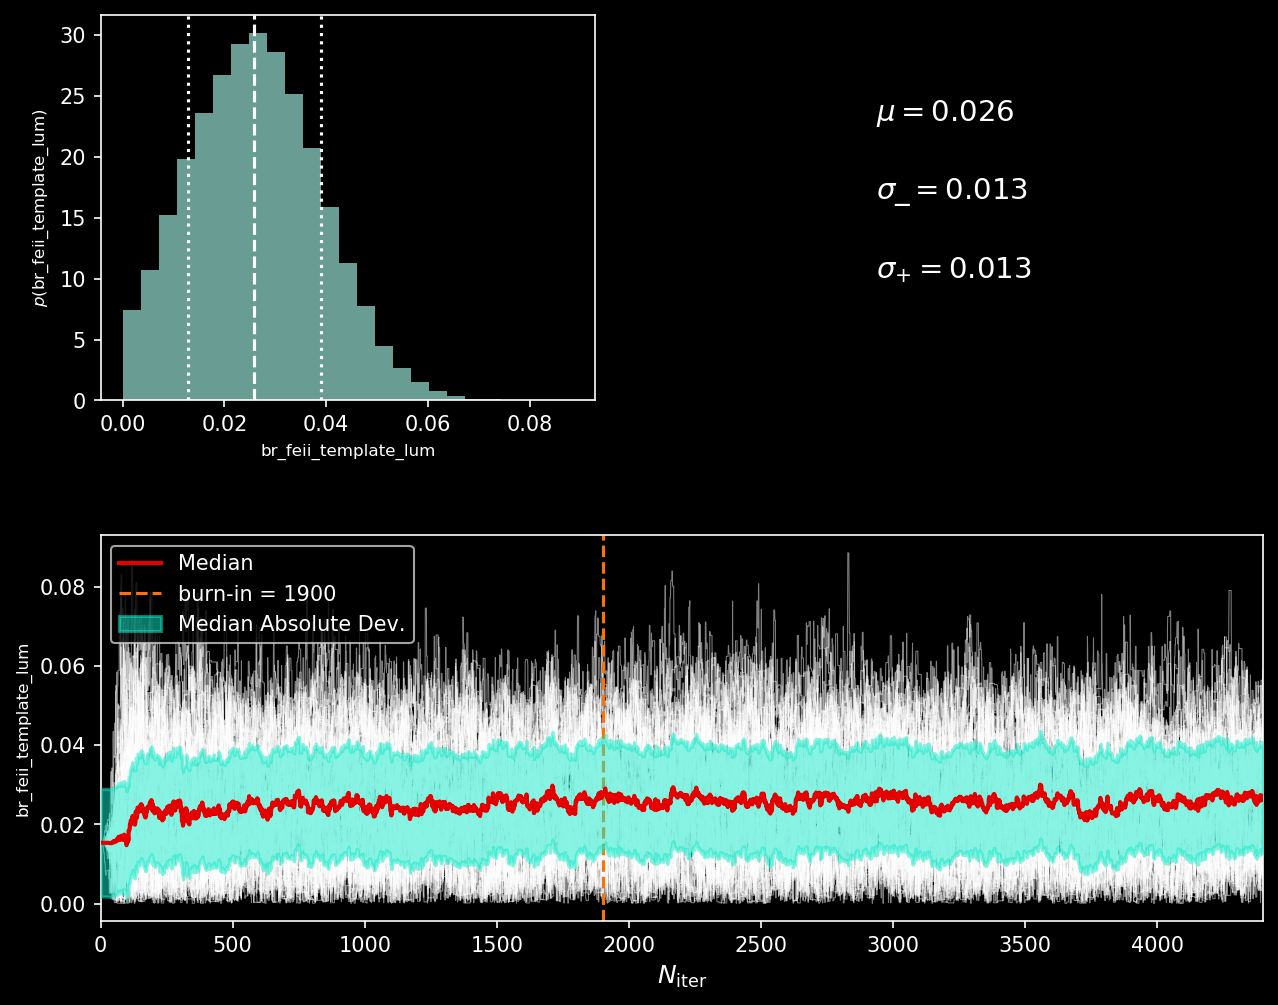 30
25
20
15
10
5
0
p(br_feii_template_lum)
0.00 0.02 0.04 0.06 0.08
br_feii_template_lum
μ = 0.026
σ_ = 0.013
σ+ = 0.013
Median
burn-in = 1900
Median Absolute Dev.
0.08
0.06
0.04
0.02
0.00
br_feii_template_lum
0 500 1000 1500 2000 2500 3000 3500 4000
N_iter